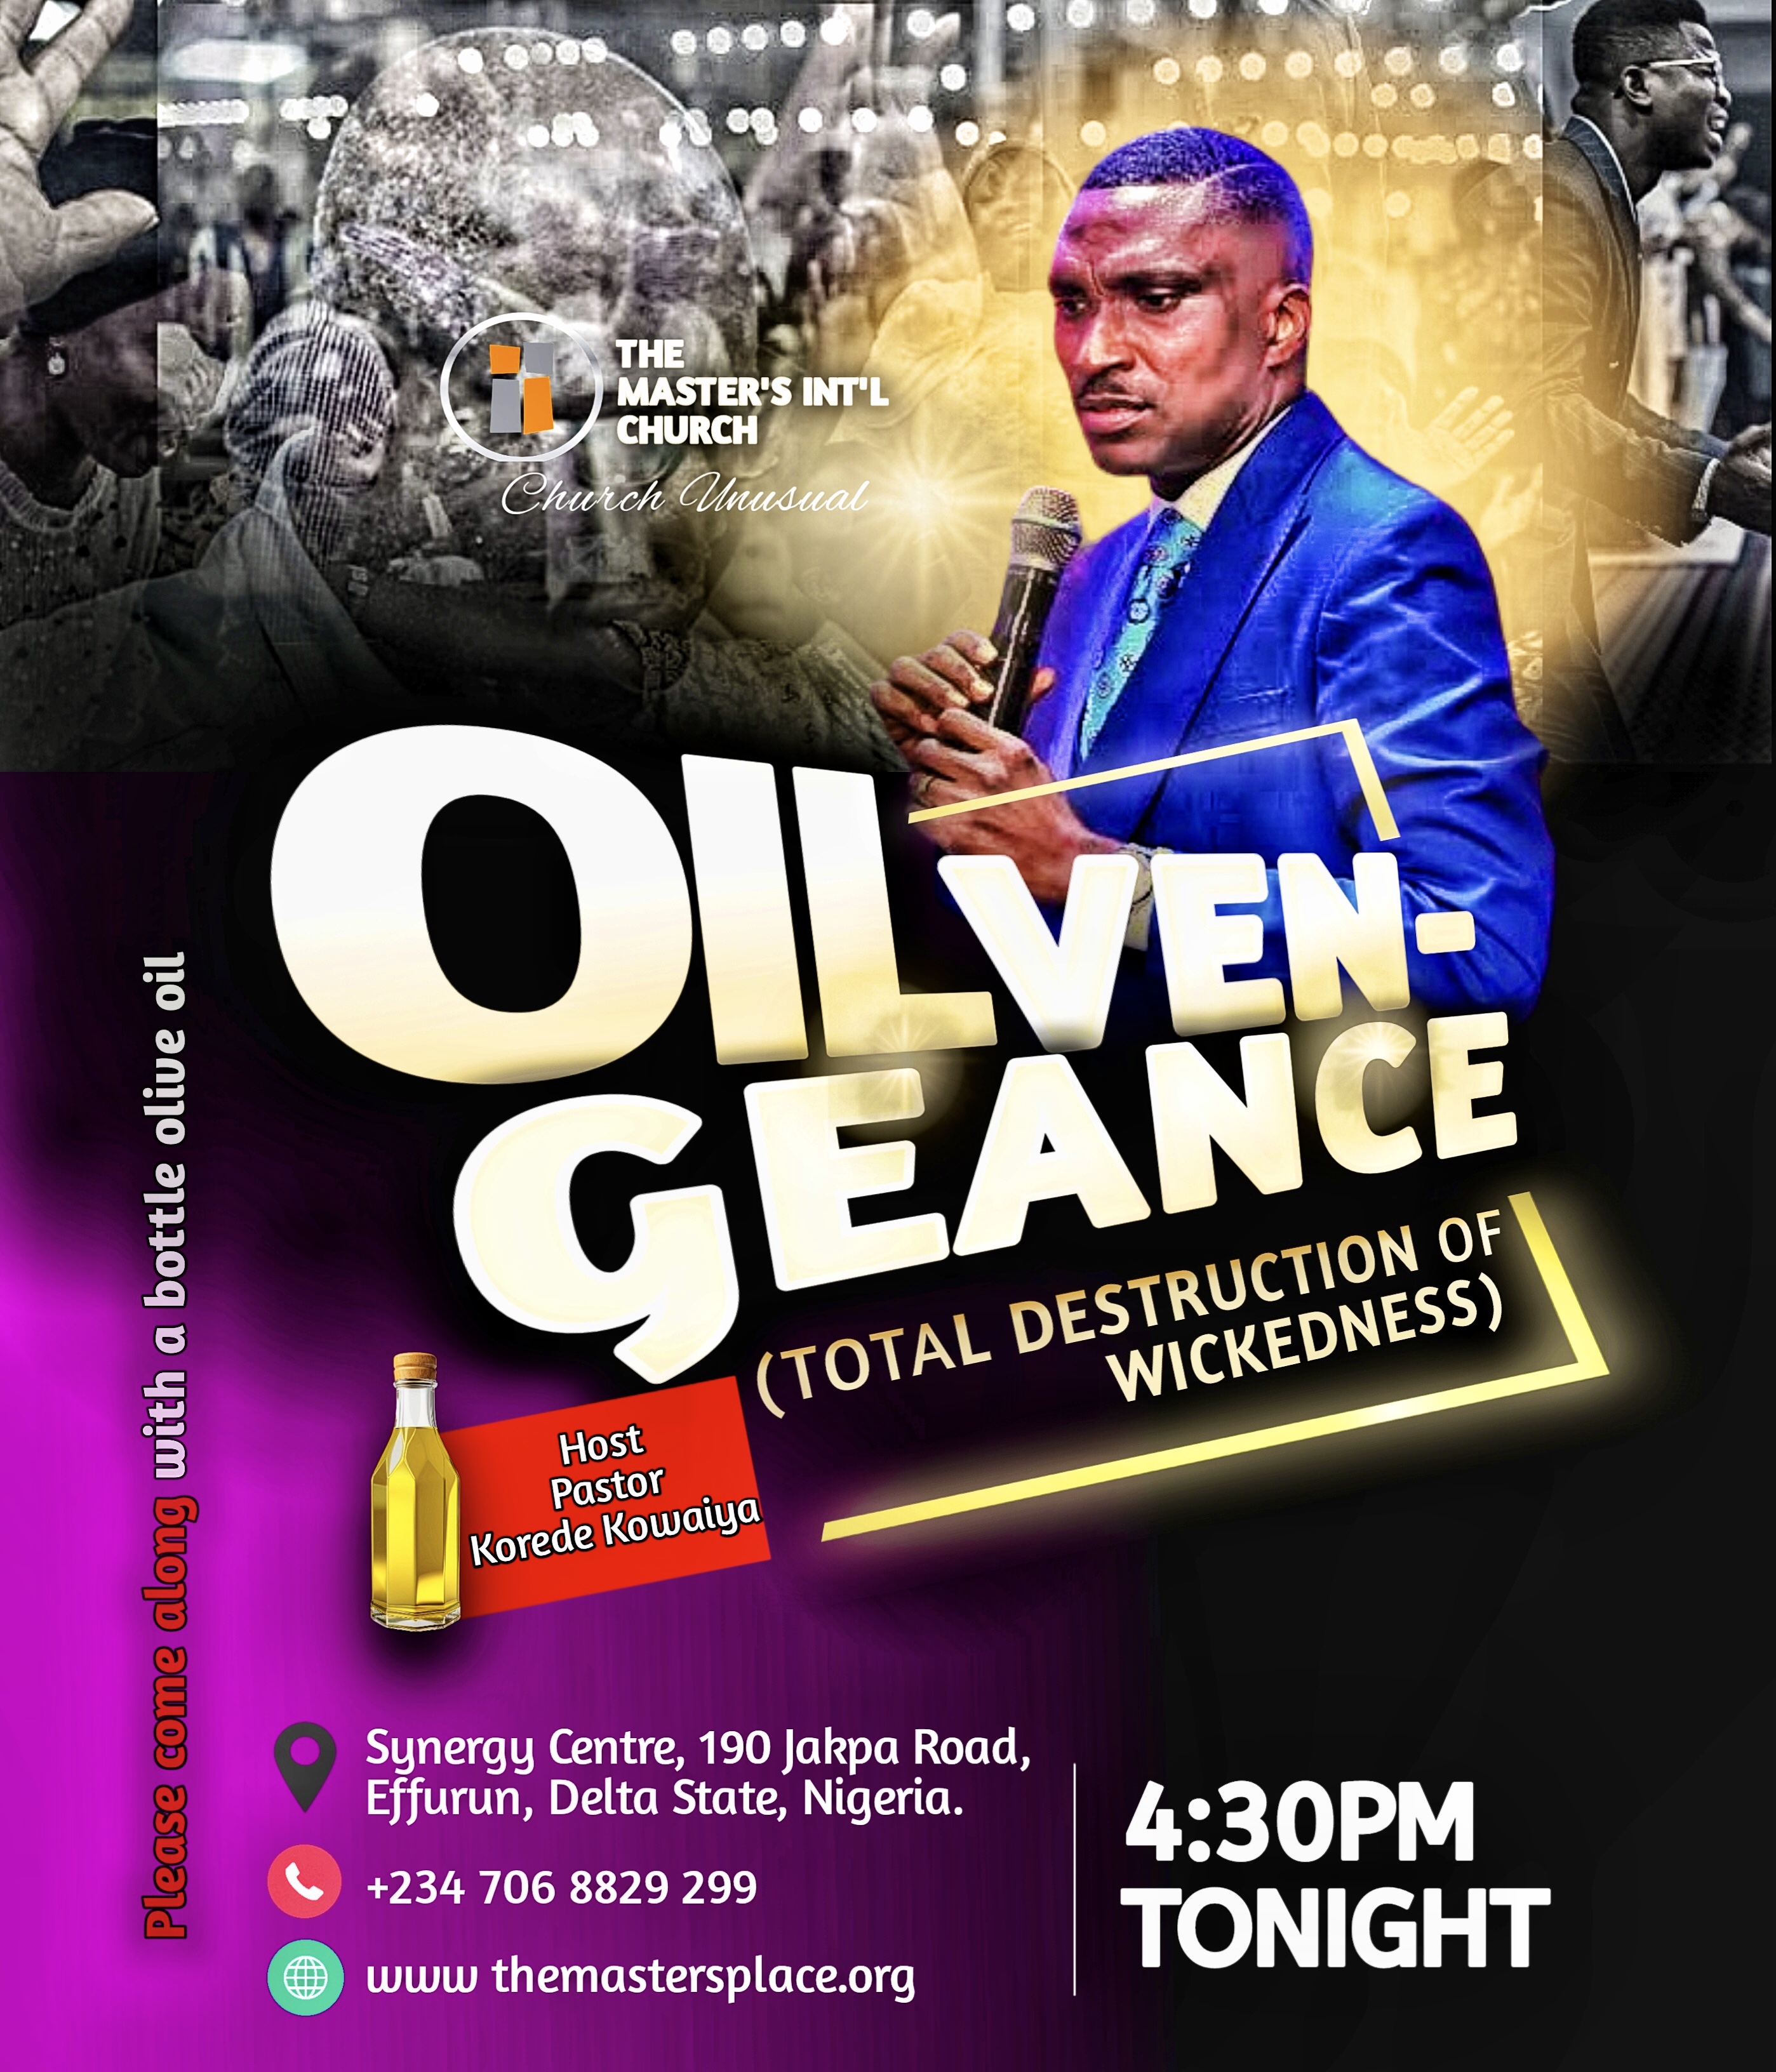 THE
MASTER'S INT'L
CHURCH
Church Unusual
OIL VEN-
GEANCE
(TOTAL DESTRUCTION OF
WICKEDNESS)
Host
Pastor
Korede Kowaiya
Please come along with a bottle olive oil
Synergy Centre, 190 Jakpa Road,
Effurun, Delta State, Nigeria.
+234 706 8829 299
www themastersplace.org
4:30PM
TONIGHT